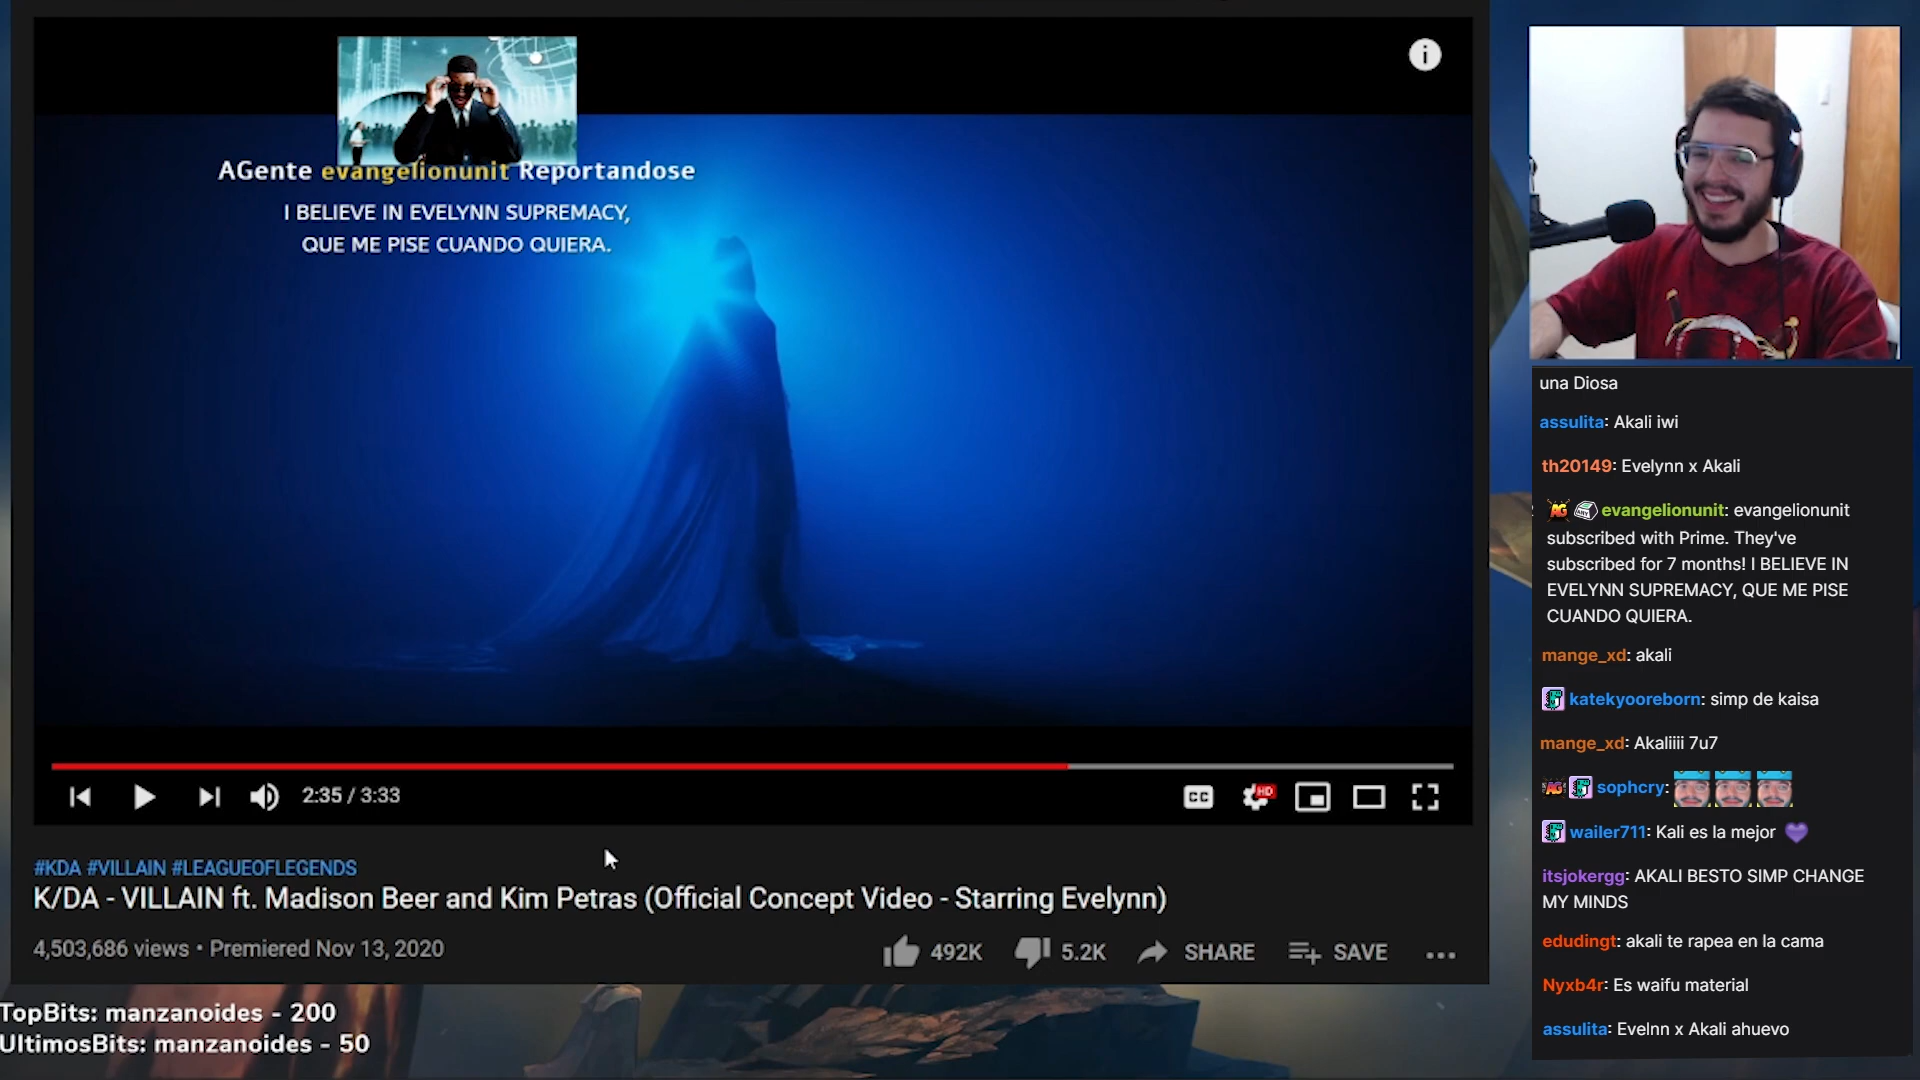 AGente evangelionunit Reportandose
I BELIEVE IN EVELYNN SUPREMACY,
QUE ME PISE CUANDO QUIERA.
2:35 / 3:33
CC
HD
#KDA #VILLAIN #LEAGUEOFLEGENDS
K/DA - VILLAIN ft. Madison Beer and Kim Petras (Official Concept Video - Starring Evelynn)
4,503,686 views • Premiered Nov 13, 2020
492K
5.2K
SHARE
SAVE
TopBits: manzanoides - 200
UltimosBits: manzanoides - 50
una Diosa
assulita: Akali iwi
th20149: Evelynn x Akali
AG evangelionunit: evangelionunit
subscribed with Prime. They've
subscribed for 7 months! I BELIEVE IN
EVELYNN SUPREMACY, QUE ME PISE
CUANDO QUIERA.
mange_xd: akali
katekyooreborn: simp de kaisa
mange_xd: Akaliiii 7u7
AG sophcry:
wailer711: Kali es la mejor
itsjokergg: AKALI BESTO SIMP CHANGE
MY MINDS
edudingt: akali te rapea en la cama
Nyxb4r: Es waifu material
assulita: Evelnn x Akali ahuevo